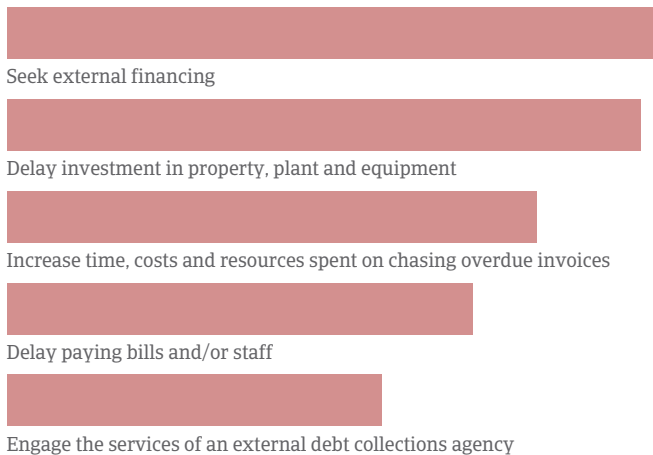 Seek external financing
Delay investment in property, plant and equipment
Increase time, costs and resources spent on chasing overdue invoices
Delay paying bills and/or staff
Engage the services of an external debt collections agency